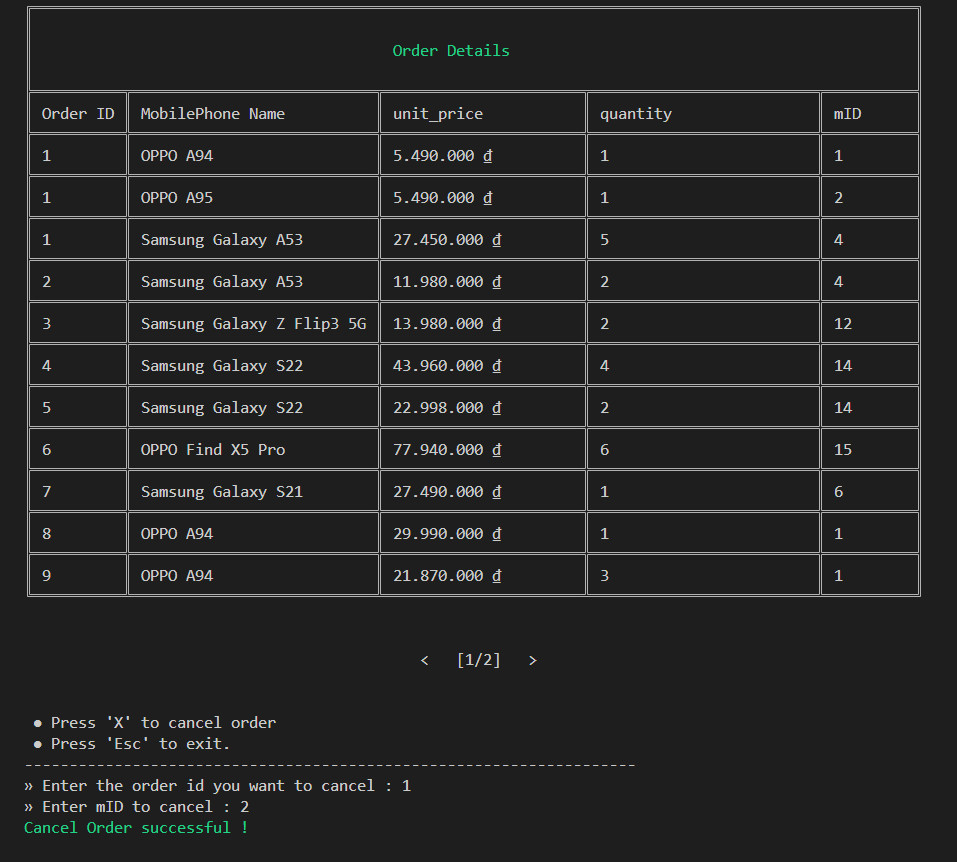 Order Details
Order ID MobilePhone Name unit_price quantity mID
1 OPPO A94 5.490.000 ₫ 1 1
1 OPPO A95 5.490.000 ₫ 1 2
1 Samsung Galaxy A53 27.450.000 ₫ 5 4
2 Samsung Galaxy A53 11.980.000 ₫ 2 4
3 Samsung Galaxy Z Flip3 5G 13.980.000 ₫ 2 12
4 Samsung Galaxy S22 43.960.000 ₫ 4 14
5 Samsung Galaxy S22 22.998.000 ₫ 2 14
6 OPPO Find X5 Pro 77.940.000 ₫ 6 15
7 Samsung Galaxy S21 27.490.000 ₫ 1 6
8 OPPO A94 29.990.000 ₫ 1 1
9 OPPO A94 21.870.000 ₫ 3 1
< [1/2] >
● Press 'X' to cancel order
● Press 'Esc' to exit.
--------------------------------------------------------------------
» Enter the order id you want to cancel : 1
» Enter mID to cancel : 2
Cancel Order successful !